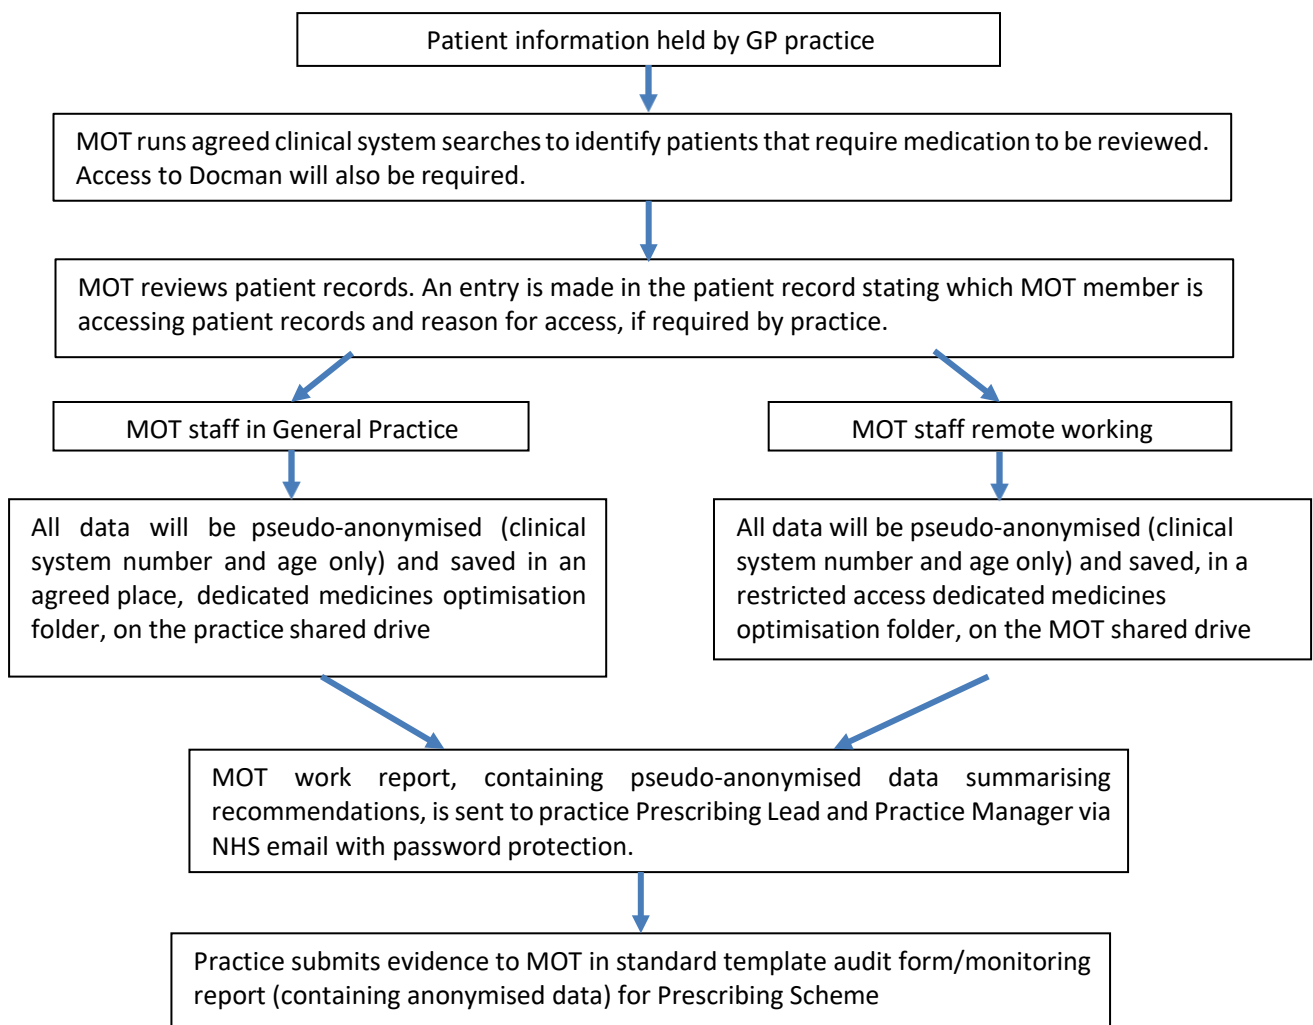 Patient information held by GP practice
MOT runs agreed clinical system searches to identify patients that require medication to be reviewed.
Access to Docman will also be required.
MOT reviews patient records. An entry is made in the patient record stating which MOT member is
accessing patient records and reason for access, if required by practice.
MOT staff in General Practice
MOT staff remote working
All data will be pseudo-anonymised (clinical
system number and age only) and saved in an
agreed place, dedicated medicines optimisation
folder, on the practice shared drive
All data will be pseudo-anonymised (clinical
system number and age only) and saved, in a
restricted access dedicated medicines
optimisation folder, on the MOT shared drive
MOT work report, containing pseudo-anonymised data summarising
recommendations, is sent to practice Prescribing Lead and Practice Manager via
NHS email with password protection.
Practice submits evidence to MOT in standard template audit form/monitoring
report (containing anonymised data) for Prescribing Scheme